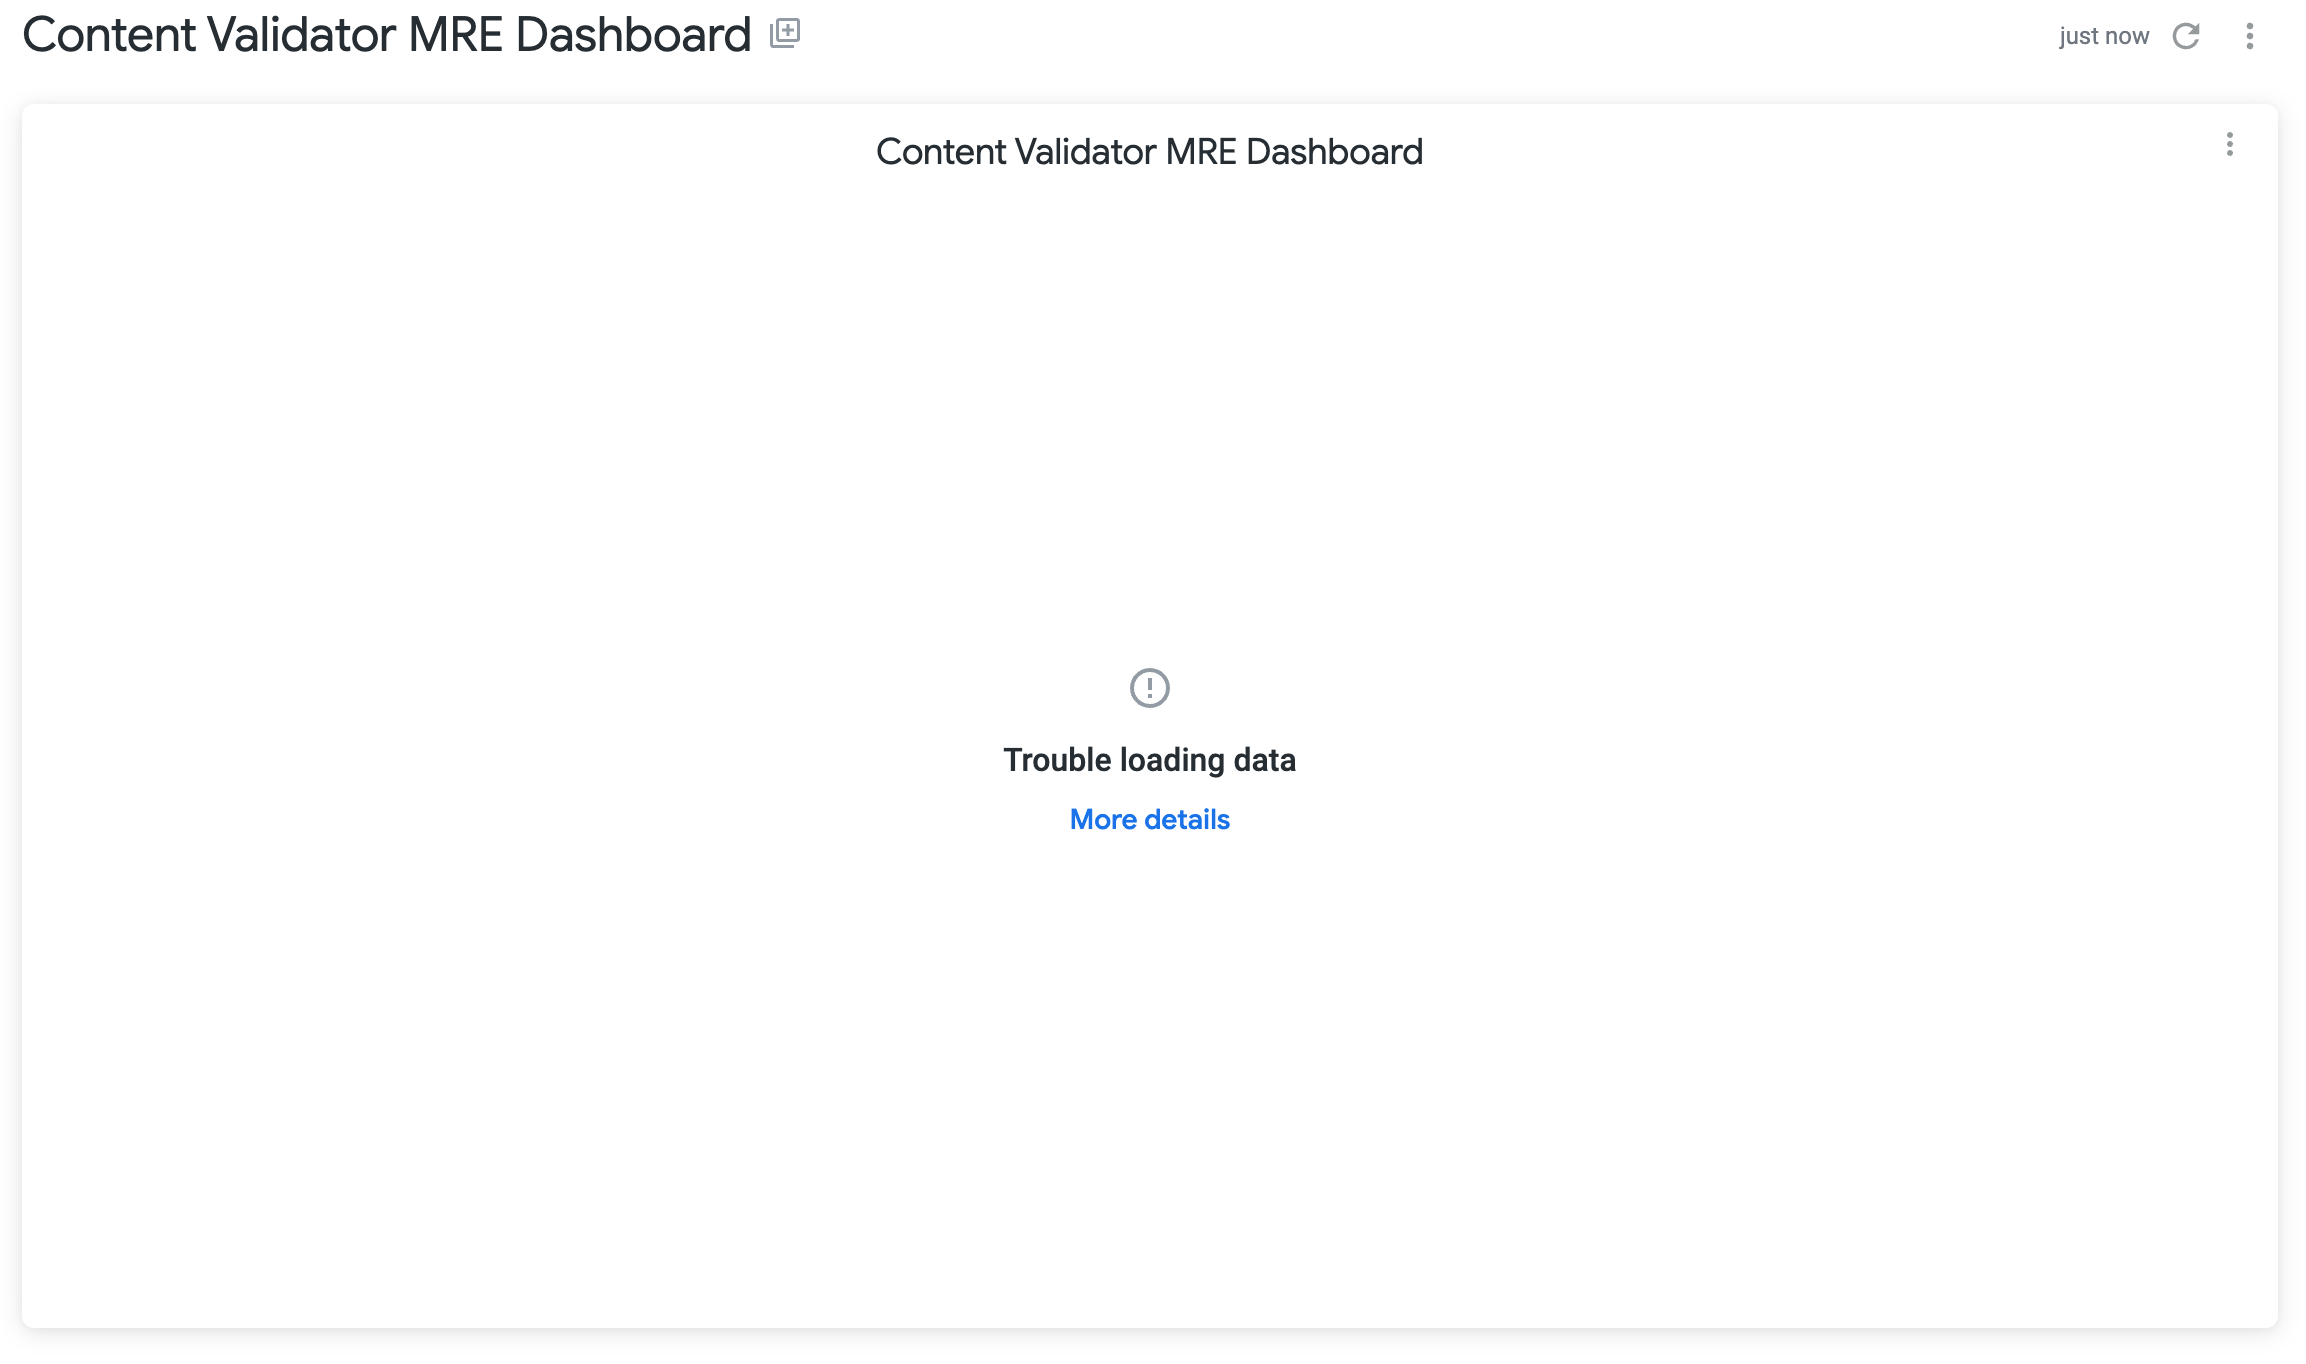 Content Validator MRE Dashboard
just now
Content Validator MRE Dashboard
Trouble loading data
More details